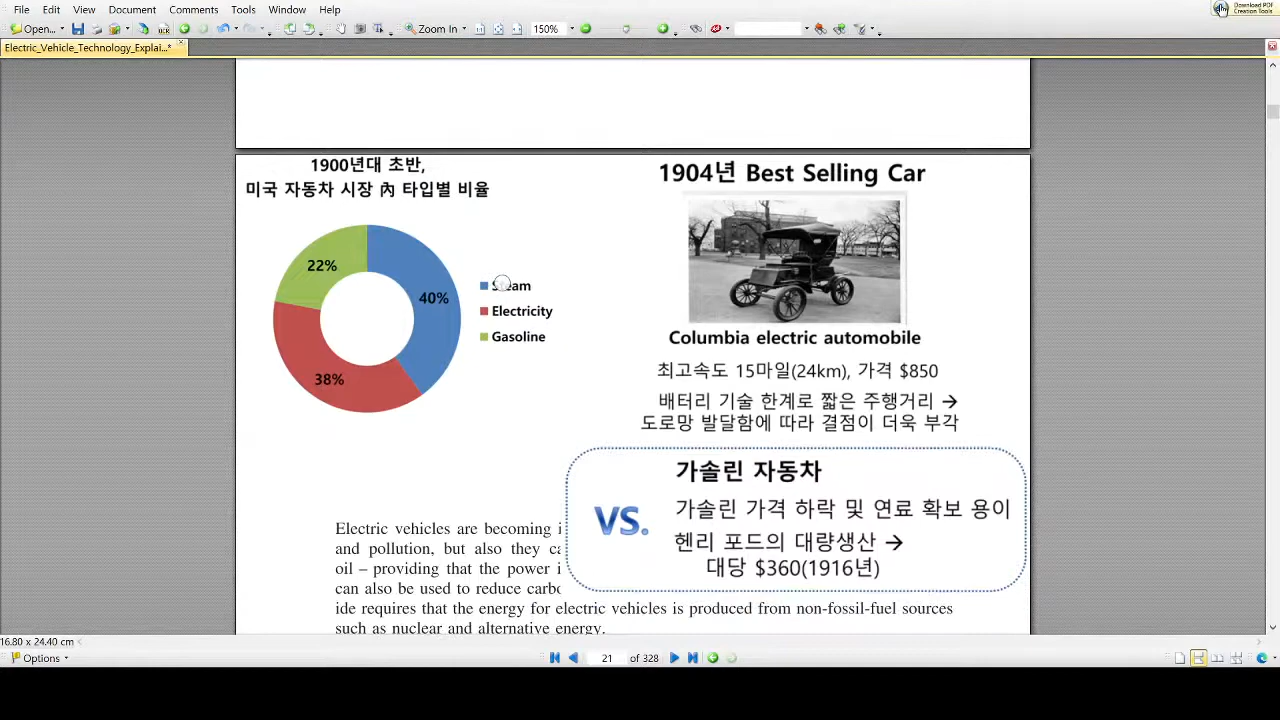 File Edit View Document Comments Tools Window Help
Open...
OCR
Zoom In
150%
Download PDF
Creation Tools
Electric_Vehicle_Technology_Explai...*
1900년대 초반,
미국 자동차 시장 內 타입별 비율
22%
40%
38%
Steam
Electricity
Gasoline
1904년 Best Selling Car
Columbia electric automobile
최고속도 15마일(24km), 가격 $850
배터리 기술 한계로 짧은 주행거리 →
도로망 발달함에 따라 결점이 더욱 부각
VS.
가솔린 자동차
가솔린 가격 하락 및 연료 확보 용이
헨리 포드의 대량생산 →
대당 $360(1916년)
Electric vehicles are becoming
and pollution, but also they
oil – providing that the power
can also be used to reduce
ide requires that the energy for electric vehicles is produced from non-fossil-fuel sources
such as nuclear and alternative energy.
16.80 x 24.40 cm
Options
21 of 328